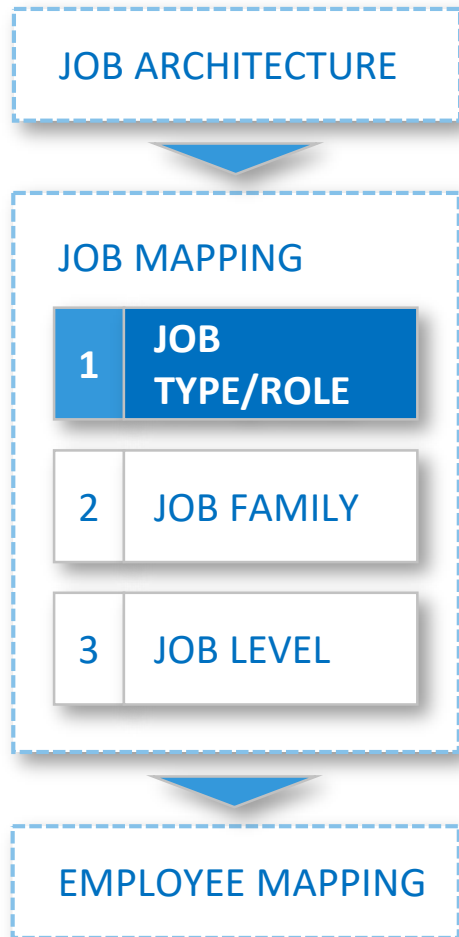 JOB ARCHITECTURE
JOB MAPPING
1
JOB
TYPE/ROLE
2 JOB FAMILY
3 JOB LEVEL
EMPLOYEE MAPPING